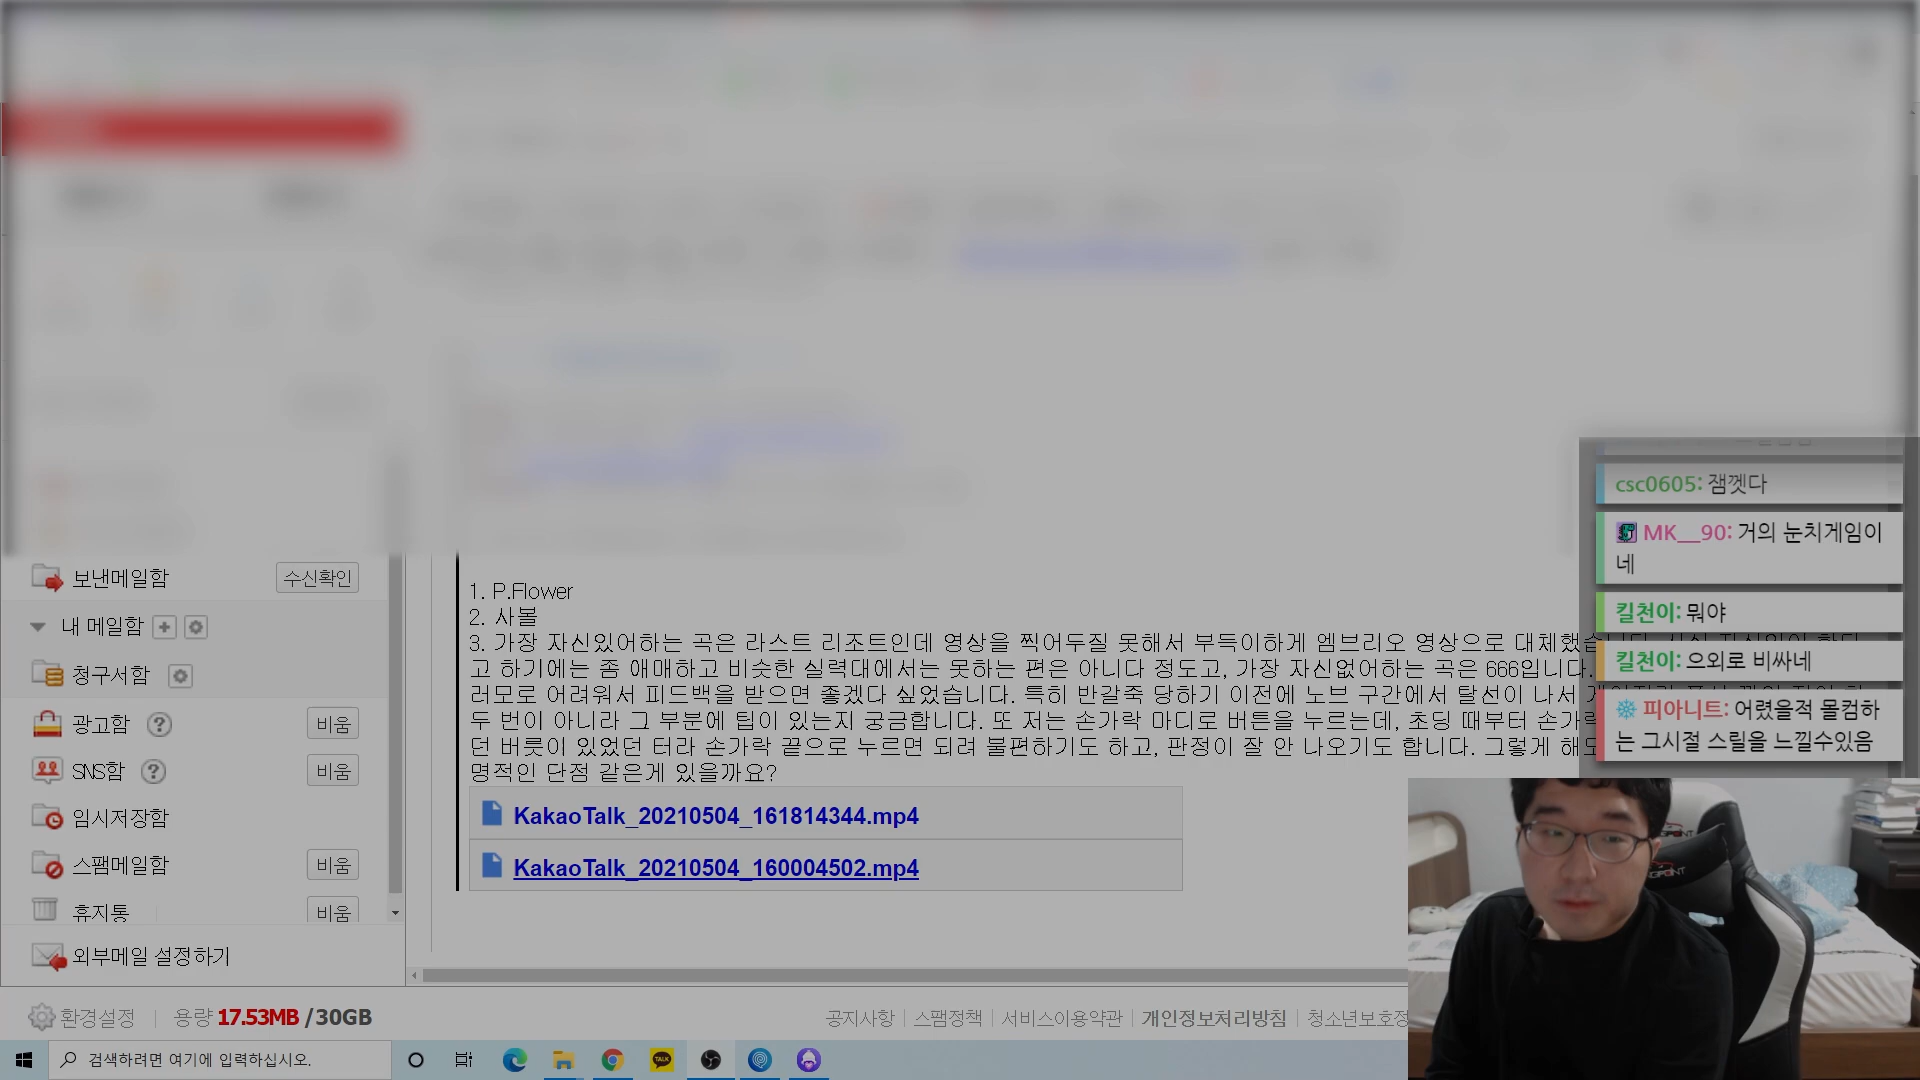 보낸메일함
수신확인
내 메일함
청구서함
광고함
비움
SNS함
비움
임시저장함
스팸메일함
비움
휴지통
비움
외부메일 설정하기
환경설정
용량 17.53MB /30GB
1. P.Flower
2. 사볼
3. 가장 자신있어하는 곡은 라스트 리조트인데 영상을 찍어두질 못해서 부득이하게 엠브리오 영상으로 대체했
고 하기에는 좀 애매하고 비슷한 실력대에서는 못하는 편은 아니다 정도고, 가장 자신없어하는 곡은 666입니다.
러모로 어려워서 피드백을 받으면 좋겠다 싶었습니다. 특히 반갈죽 당하기 이전에 노브 구간에서 탈선이 나서
두 번이 아니라 그 부분에 팁이 있는지 궁금합니다. 또 저는 손가락 마디로 버튼을 누르는데, 초딩 때부터 손가락
던 버릇이 있었던 터라 손가락 끝으로 누르면 되려 불편하기도 하고, 판정이 잘 안 나오기도 합니다. 그렇게 해도
명적인 단점 같은게 있을까요?
KakaoTalk_20210504_161814344.mp4
KakaoTalk_20210504_160004502.mp4
공지사항 | 스팸정책 | 서비스이용약관 | 개인정보처리방침 | 청소년보호정
csc0605: 잼껫다
MK__90: 거의 눈치게임이
네
킬천이: 뭐야
킬천이: 으외로 비싸네
피아니트: 어렸을적 몰컴하
는 그시절 스릴을 느낄수있음
검색하려면 여기에 입력하십시오.
TALK